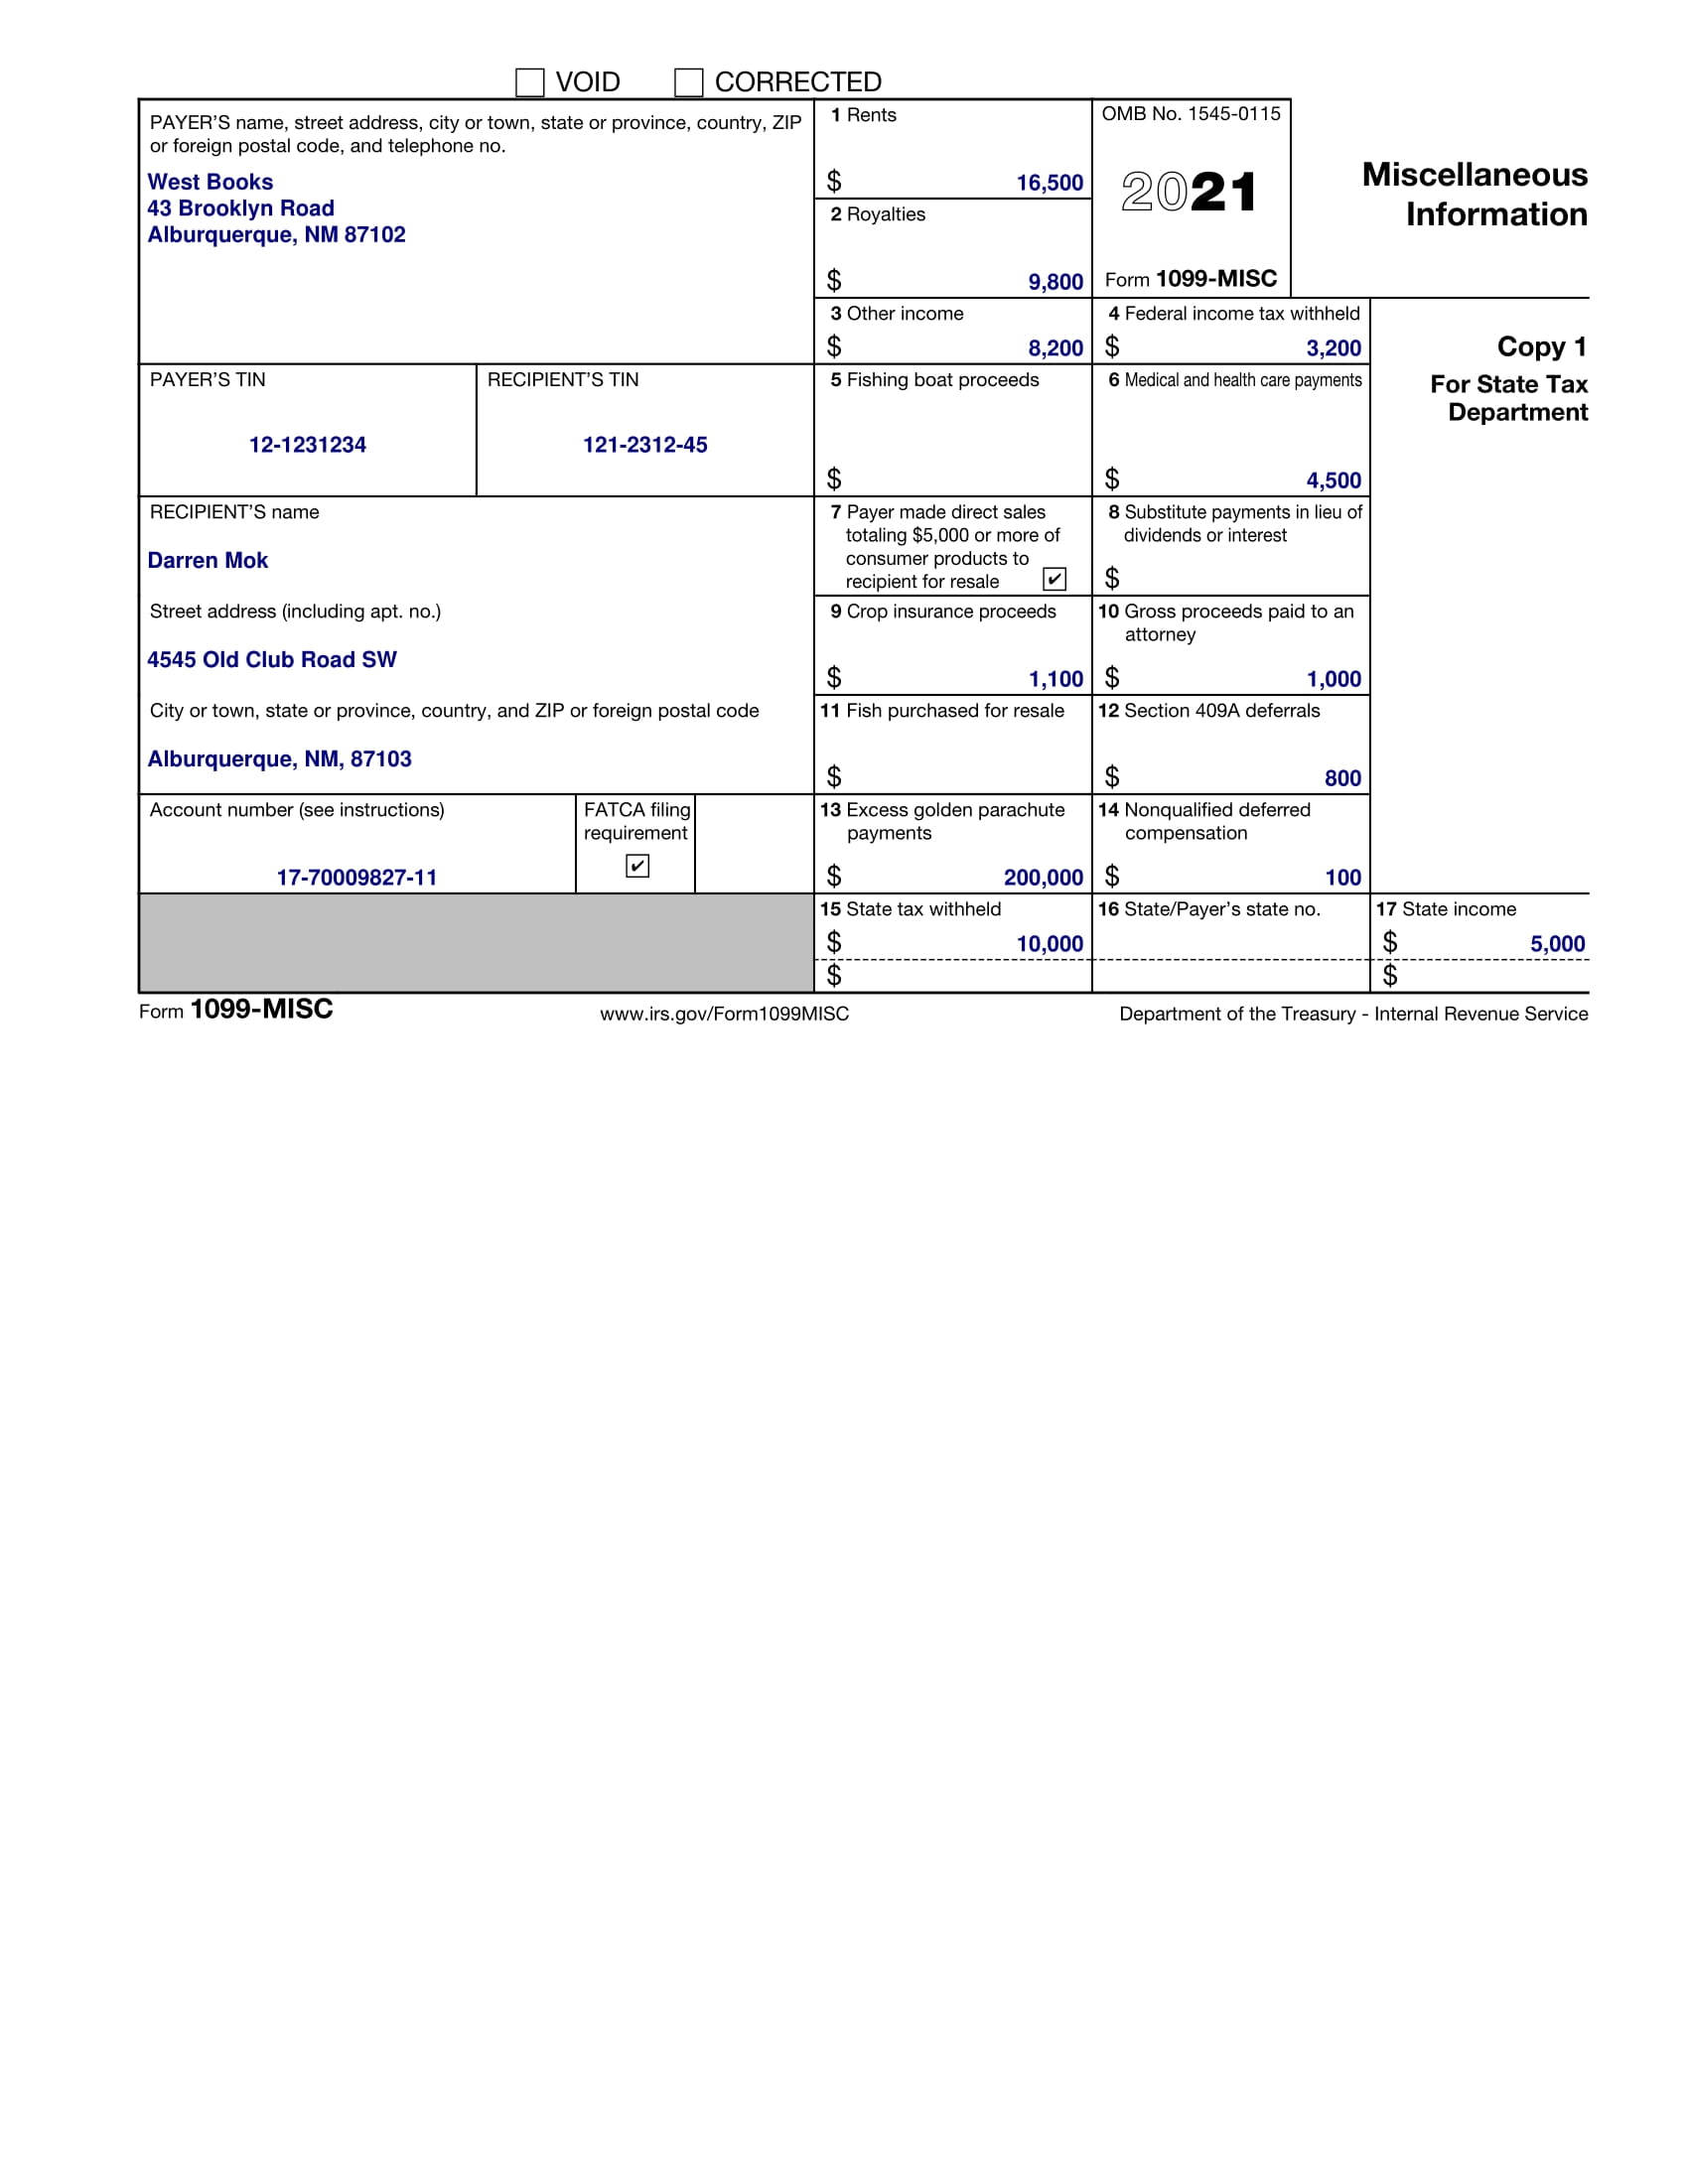 VOID CORRECTED
PAYER'S name, street address, city or town, state or province, country, ZIP
or foreign postal code, and telephone no.
West Books
43 Brooklyn Road
Alburquerque, NM 87102
1 Rents
$ 16,500
2 Royalties
$ 9,800
OMB No. 1545-0115
2021
Form 1099-MISC
Miscellaneous
Information
3 Other income
$ 8,200
4 Federal income tax withheld
$ 3,200
Copy 1
For State Tax
Department
PAYER'S TIN
12-1231234
RECIPIENT'S TIN
121-2312-45
5 Fishing boat proceeds
$
6 Medical and health care payments
$ 4,500
RECIPIENT'S name
Darren Mok
7 Payer made direct sales
totaling $5,000 or more of
consumer products to
recipient for resale ✔
8 Substitute payments in lieu of
dividends or interest
$
Street address (including apt. no.)
4545 Old Club Road SW
9 Crop insurance proceeds
$ 1,100
10 Gross proceeds paid to an
attorney
$ 1,000
City or town, state or province, country, and ZIP or foreign postal code
Alburquerque, NM, 87103
11 Fish purchased for resale
$
12 Section 409A deferrals
$ 800
Account number (see instructions)
17-70009827-11
FATCA filing
requirement
✔
13 Excess golden parachute
payments
$ 200,000
14 Nonqualified deferred
compensation
$ 100
15 State tax withheld
$ 10,000
$
16 State/Payer's state no.
17 State income
$ 5,000
$
Form 1099-MISC
www.irs.gov/Form1099MISC
Department of the Treasury - Internal Revenue Service